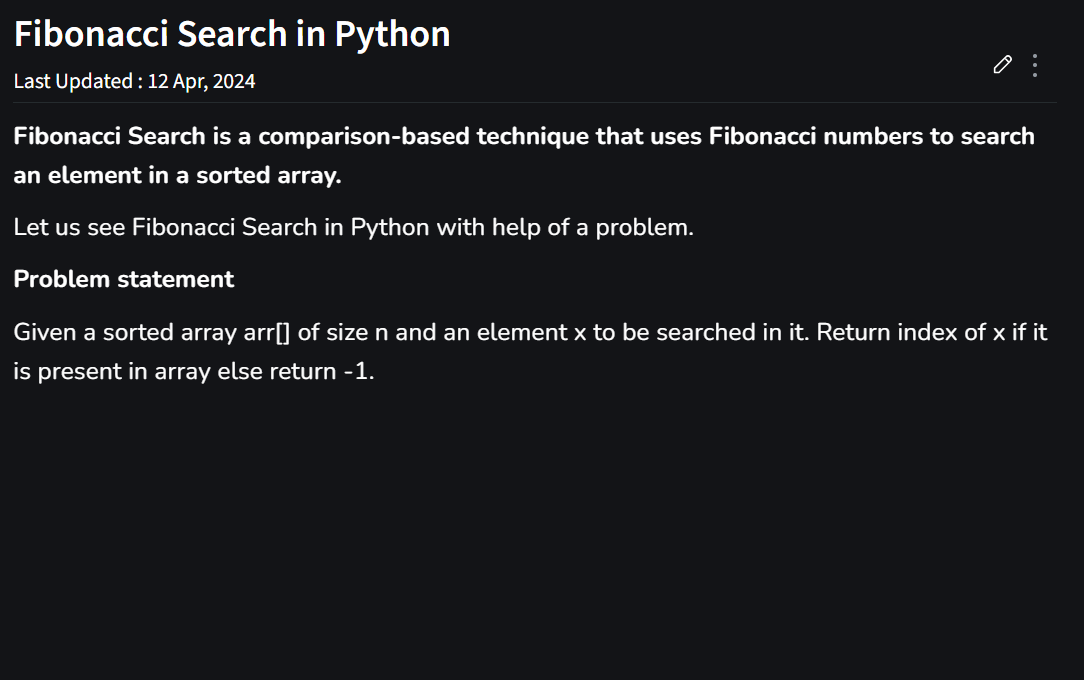 Fibonacci Search in Python
Last Updated : 12 Apr, 2024
Fibonacci Search is a comparison-based technique that uses Fibonacci numbers to search
an element in a sorted array.
Let us see Fibonacci Search in Python with help of a problem.
Problem statement
Given a sorted array arr[] of size n and an element x to be searched in it. Return index of x if it
is present in array else return -1.